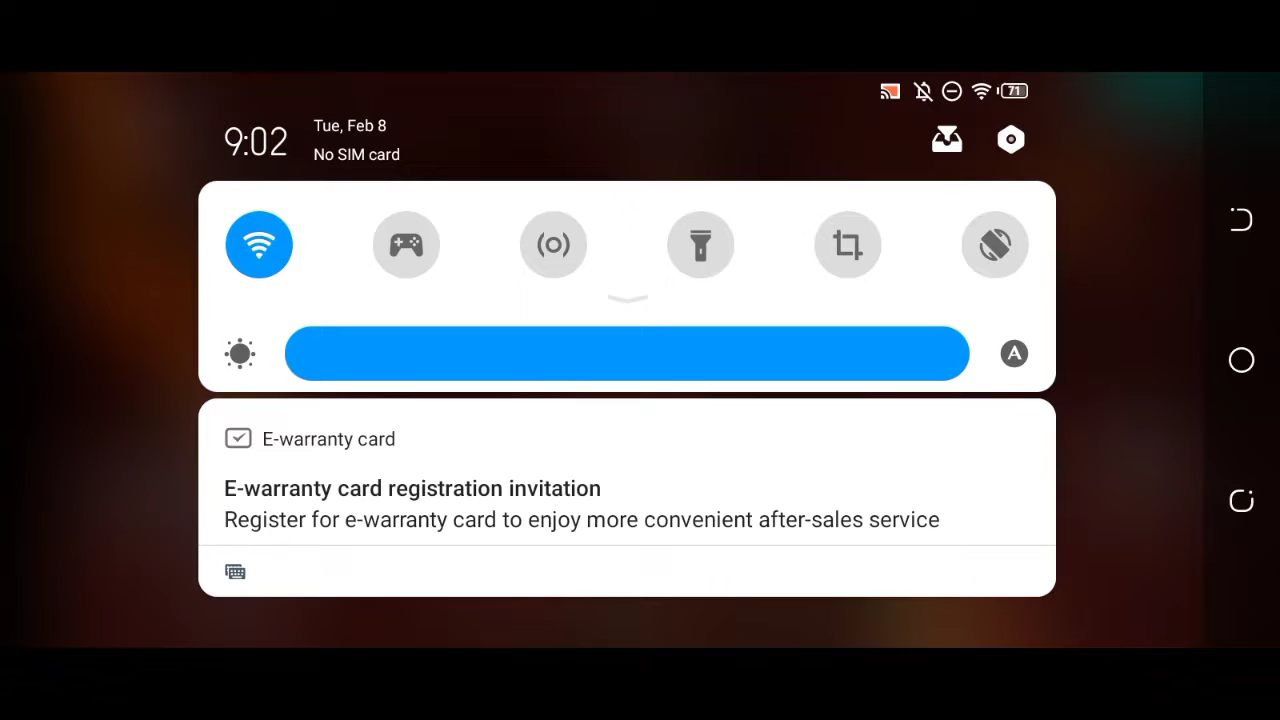 71
9:02
Tue, Feb 8
No SIM card
A
E-warranty card
E-warranty card registration invitation
Register for e-warranty card to enjoy more convenient after-sales service